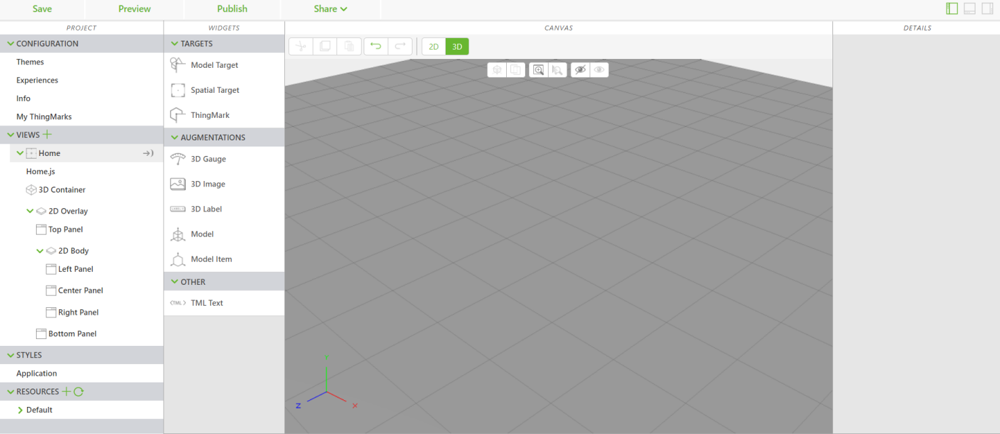 Save Preview Publish Share
PROJECT
CONFIGURATION
Themes
Experiences
Info
My ThingMarks
VIEWS
Home
Home.js
3D Container
2D Overlay
Top Panel
2D Body
Left Panel
Center Panel
Right Panel
Bottom Panel
STYLES
Application
RESOURCES
Default
WIDGETS
TARGETS
Model Target
Spatial Target
ThingMark
AUGMENTATIONS
3D Gauge
3D Image
3D Label
Model
Model Item
OTHER
<TML> TML Text
CANVAS
2D 3D
Y
Z X
DETAILS